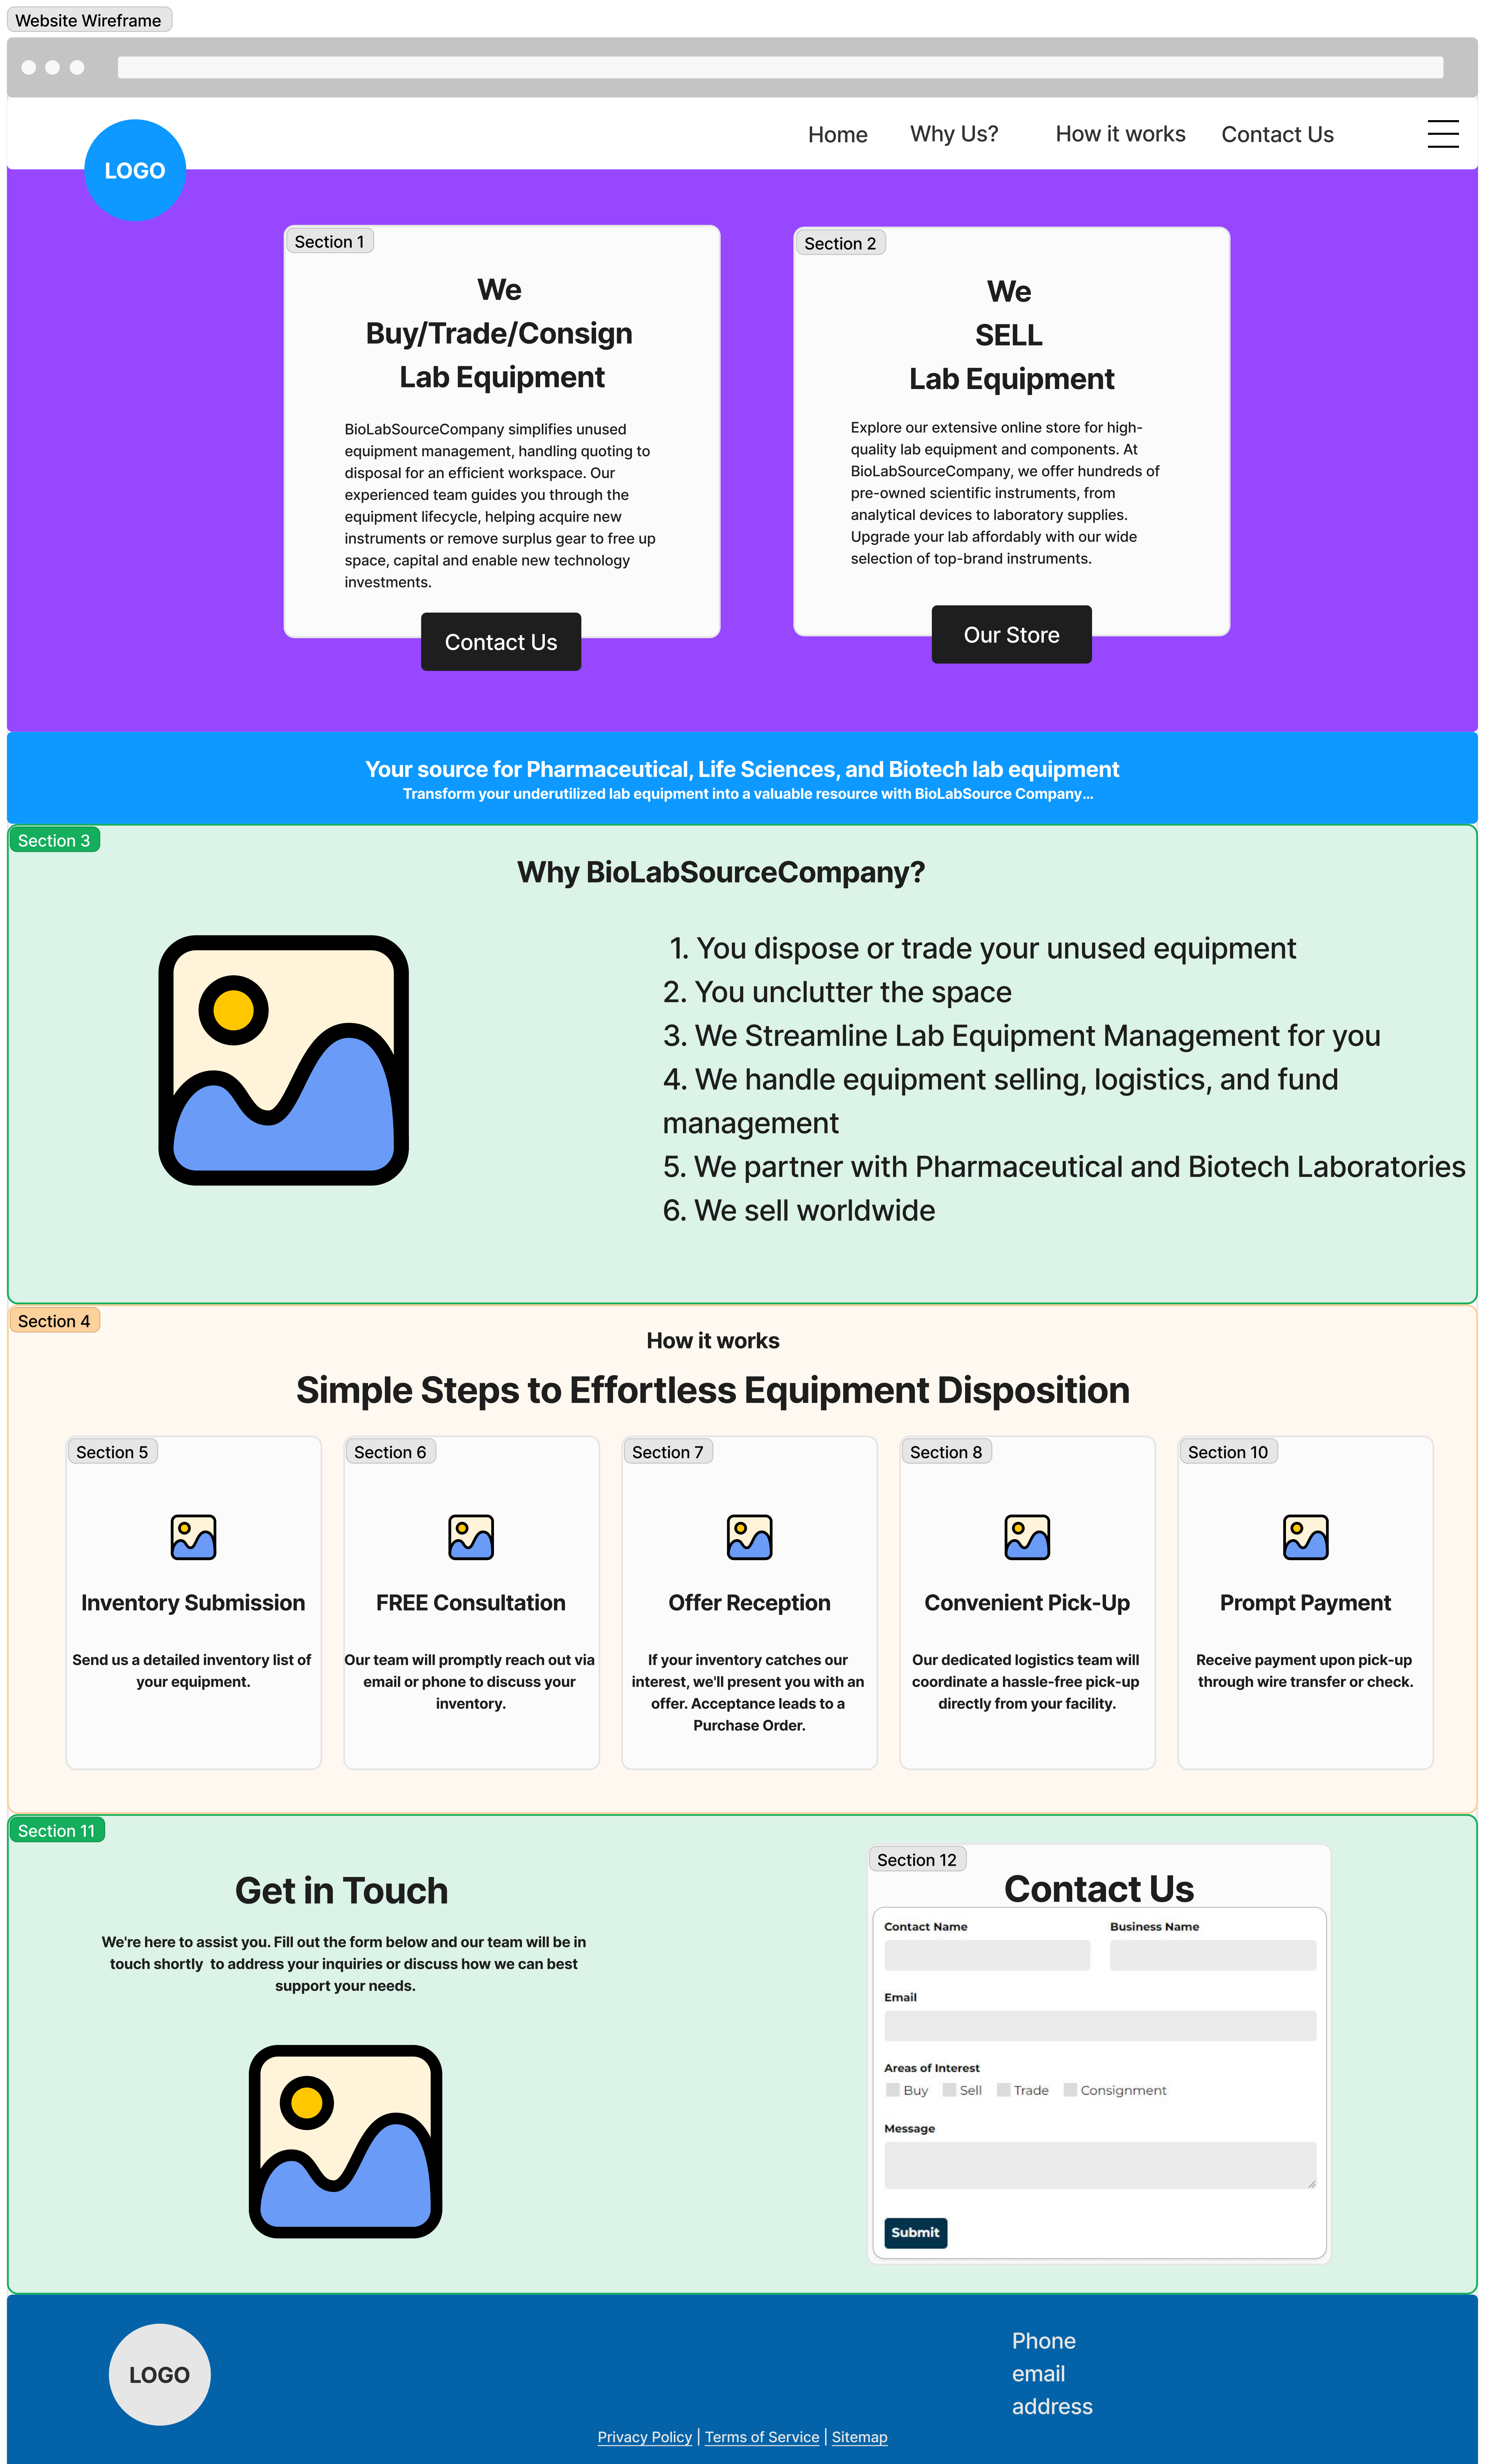 Website Wireframe
Home Why Us? How it works Contact Us
LOGO
Section 1
We
Buy/Trade/Consign
Lab Equipment
BioLabSourceCompany simplifies unused
equipment management, handling quoting to
disposal for an efficient workspace. Our
experienced team guides you through the
equipment lifecycle, helping acquire new
instruments or remove surplus gear to free up
space, capital and enable new technology
investments.
Contact Us
Section 2
We
SELL
Lab Equipment
Explore our extensive online store for high-
quality lab equipment and components. At
BioLabSourceCompany, we offer hundreds of
pre-owned scientific instruments, from
analytical devices to laboratory supplies.
Upgrade your lab affordably with our wide
selection of top-brand instruments.
Our Store
Your source for Pharmaceutical, Life Sciences, and Biotech lab equipment
Transform your underutilized lab equipment into a valuable resource with BioLabSource Company...
Section 3
Why BioLabSourceCompany?
1. You dispose or trade your unused equipment
2. You unclutter the space
3. We Streamline Lab Equipment Management for you
4. We handle equipment selling, logistics, and fund
management
5. We partner with Pharmaceutical and Biotech Laboratories
6. We sell worldwide
Section 4
How it works
Simple Steps to Effortless Equipment Disposition
Section 5
Inventory Submission
Send us a detailed inventory list of
your equipment.
Section 6
FREE Consultation
Our team will promptly reach out via
email or phone to discuss your
inventory.
Section 7
Offer Reception
If your inventory catches our
interest, we'll present you with an
offer. Acceptance leads to a
Purchase Order.
Section 8
Convenient Pick-Up
Our dedicated logistics team will
coordinate a hassle-free pick-up
directly from your facility.
Section 10
Prompt Payment
Receive payment upon pick-up
through wire transfer or check.
Section 11
Get in Touch
We're here to assist you. Fill out the form below and our team will be in
touch shortly  to address your inquiries or discuss how we can best
support your needs.
Section 12
Contact Us
Contact Name Business Name
Email
Areas of Interest
Buy Sell Trade Consignment
Message
Submit
LOGO
Phone
email
address
Privacy Policy | Terms of Service | Sitemap